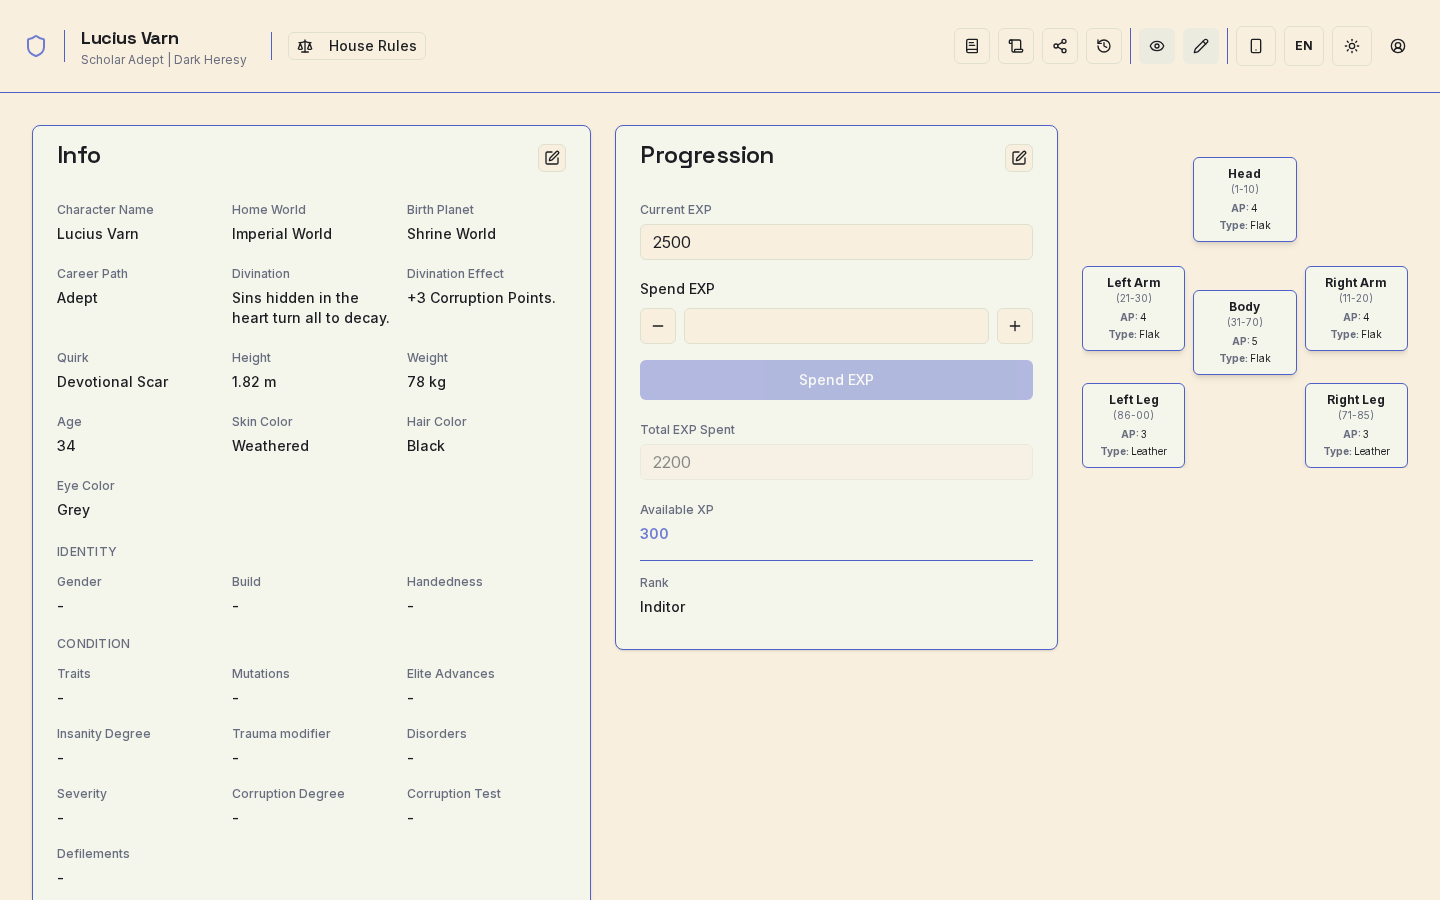 Lucius Varn
Scholar Adept | Dark Heresy
House Rules
EN
Info
Character Name
Lucius Varn
Home World
Imperial World
Birth Planet
Shrine World
Career Path
Adept
Divination
Sins hidden in the
heart turn all to decay.
Divination Effect
+3 Corruption Points.
Quirk
Devotional Scar
Height
1.82 m
Weight
78 kg
Age
34
Skin Color
Weathered
Hair Color
Black
Eye Color
Grey
IDENTITY
Gender
-
Build
-
Handedness
-
CONDITION
Traits
-
Mutations
-
Elite Advances
-
Insanity Degree
-
Trauma modifier
-
Disorders
-
Severity
-
Corruption Degree
-
Corruption Test
-
Defilements
-
Progression
Current EXP
2500
Spend EXP
Spend EXP
Total EXP Spent
2200
Available XP
300
Rank
Inditor
Head
(1-10)
AP: 4
Type: Flak
Left Arm
(21-30)
AP: 4
Type: Flak
Body
(31-70)
AP: 5
Type: Flak
Right Arm
(11-20)
AP: 4
Type: Flak
Left Leg
(86-00)
AP: 3
Type: Leather
Right Leg
(71-85)
AP: 3
Type: Leather